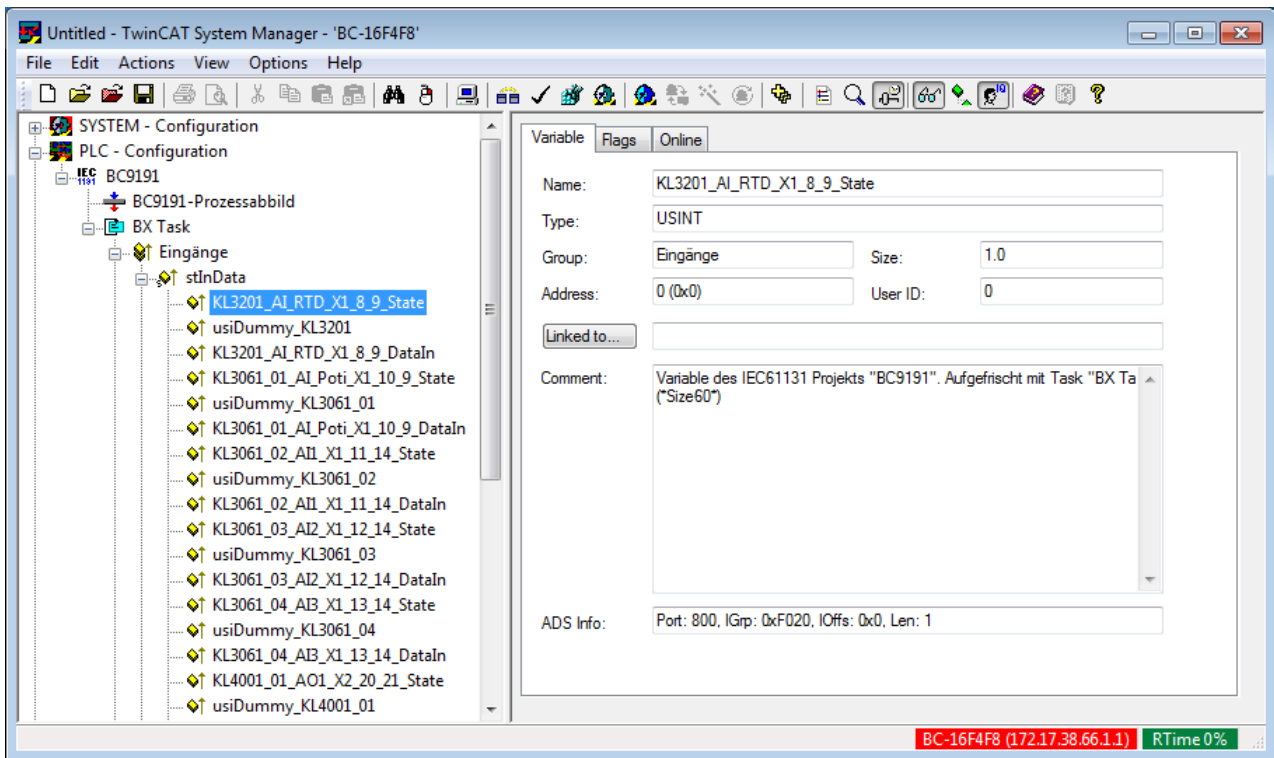 Untitled - TwinCAT System Manager - 'BC-16F4F8'
File Edit Actions View Options Help
SYSTEM - Configuration
PLC - Configuration
IEC 1131 BC9191
BC9191-Prozessabbild
BX Task
Eingänge
stInData
KL3201_AI_RTD_X1_8_9_State
usiDummy_KL3201
KL3201_AI_RTD_X1_8_9_DataIn
KL3061_01_AI_Poti_X1_10_9_State
usiDummy_KL3061_01
KL3061_01_AI_Poti_X1_10_9_DataIn
KL3061_02_AI1_X1_11_14_State
usiDummy_KL3061_02
KL3061_02_AI1_X1_11_14_DataIn
KL3061_03_AI2_X1_12_14_State
usiDummy_KL3061_03
KL3061_03_AI2_X1_12_14_DataIn
KL3061_04_AI3_X1_13_14_State
usiDummy_KL3061_04
KL3061_04_AI3_X1_13_14_DataIn
KL4001_01_AO1_X2_20_21_State
usiDummy_KL4001_01
Variable Flags Online
Name: KL3201_AI_RTD_X1_8_9_State
Type: USINT
Group: Eingänge Size: 1.0
Address: 0 (0x0) User ID: 0
Linked to...
Comment: Variable des IEC61131 Projekts "BC9191". Aufgefrischt mit Task "BX Ta
(*Size60*)
ADS Info: Port: 800, IGrp: 0xF020, IOffs: 0x0, Len: 1
BC-16F4F8 (172.17.38.66.1.1) RTime 0%